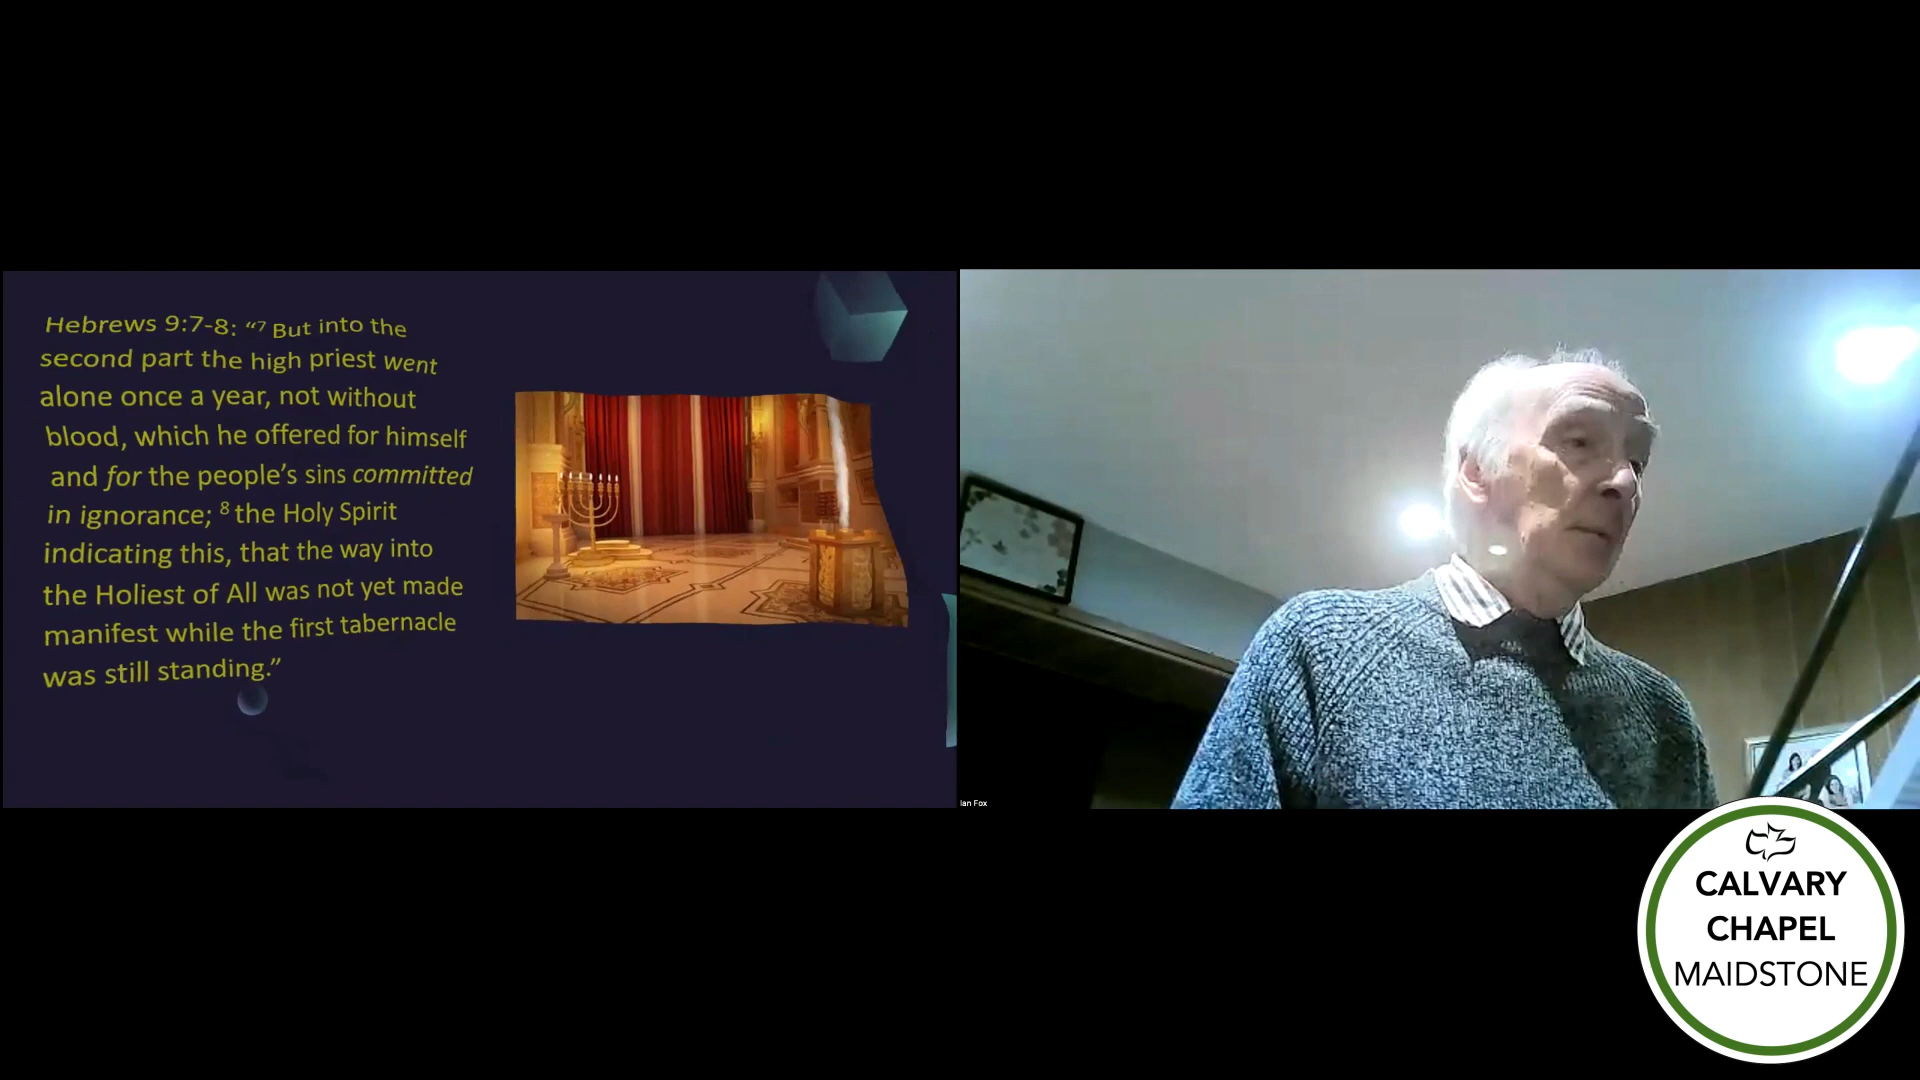 Hebrews 9:7-8: “⁷ But into the
second part the high priest went
alone once a year, not without
blood, which he offered for himself
and for the people’s sins committed
in ignorance; ⁸ the Holy Spirit
indicating this, that the way into
the Holiest of All was not yet made
manifest while the first tabernacle
was still standing.”
Ian Fox
CALVARY
CHAPEL
MAIDSTONE